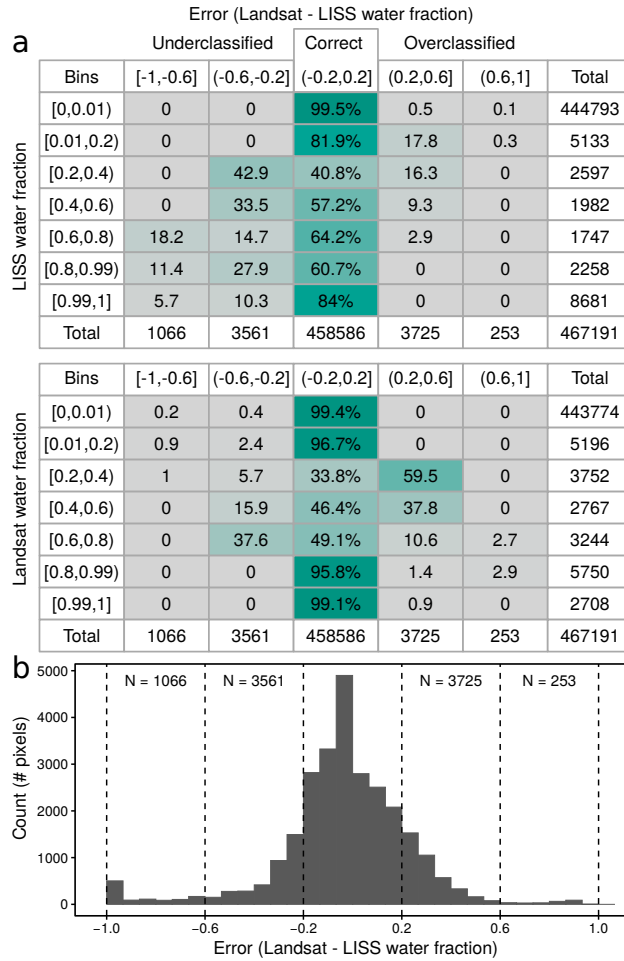 Error (Landsat - LISS water fraction)
a
Underclassified Correct Overclassified
Bins [-1,-0.6] (-0.6,-0.2] (-0.2,0.2] (0.2,0.6] (0.6,1] Total
[0,0.01) 0 0 99.5% 0.5 0.1 444793
[0.01,0.2) 0 0 81.9% 17.8 0.3 5133
[0.2,0.4) 0 42.9 40.8% 16.3 0 2597
[0.4,0.6) 0 33.5 57.2% 9.3 0 1982
[0.6,0.8) 18.2 14.7 64.2% 2.9 0 1747
[0.8,0.99) 11.4 27.9 60.7% 0 0 2258
[0.99,1] 5.7 10.3 84% 0 0 8681
Total 1066 3561 458586 3725 253 467191
LISS water fraction
Bins [-1,-0.6] (-0.6,-0.2] (-0.2,0.2] (0.2,0.6] (0.6,1] Total
[0,0.01) 0.2 0.4 99.4% 0 0 443774
[0.01,0.2) 0.9 2.4 96.7% 0 0 5196
[0.2,0.4) 1 5.7 33.8% 59.5 0 3752
[0.4,0.6) 0 15.9 46.4% 37.8 0 2767
[0.6,0.8) 0 37.6 49.1% 10.6 2.7 3244
[0.8,0.99) 0 0 95.8% 1.4 2.9 5750
[0.99,1] 0 0 99.1% 0.9 0 2708
Total 1066 3561 458586 3725 253 467191
Landsat water fraction
b
N = 1066 N = 3561 N = 3725 N = 253
5000
4000
3000
2000
1000
0
Count (# pixels)
−1.0 −0.6 −0.2 0.2 0.6 1.0
Error (Landsat - LISS water fraction)